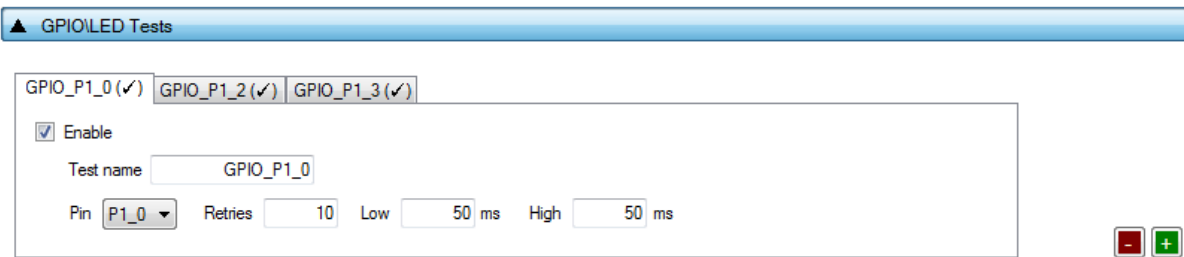 ▲ GPIO\LED Tests
GPIO_P1_0 (✓) GPIO_P1_2 (✓) GPIO_P1_3 (✓)
Enable
Test name GPIO_P1_0
Pin P1_0 Retries 10 Low 50 ms High 50 ms
- +